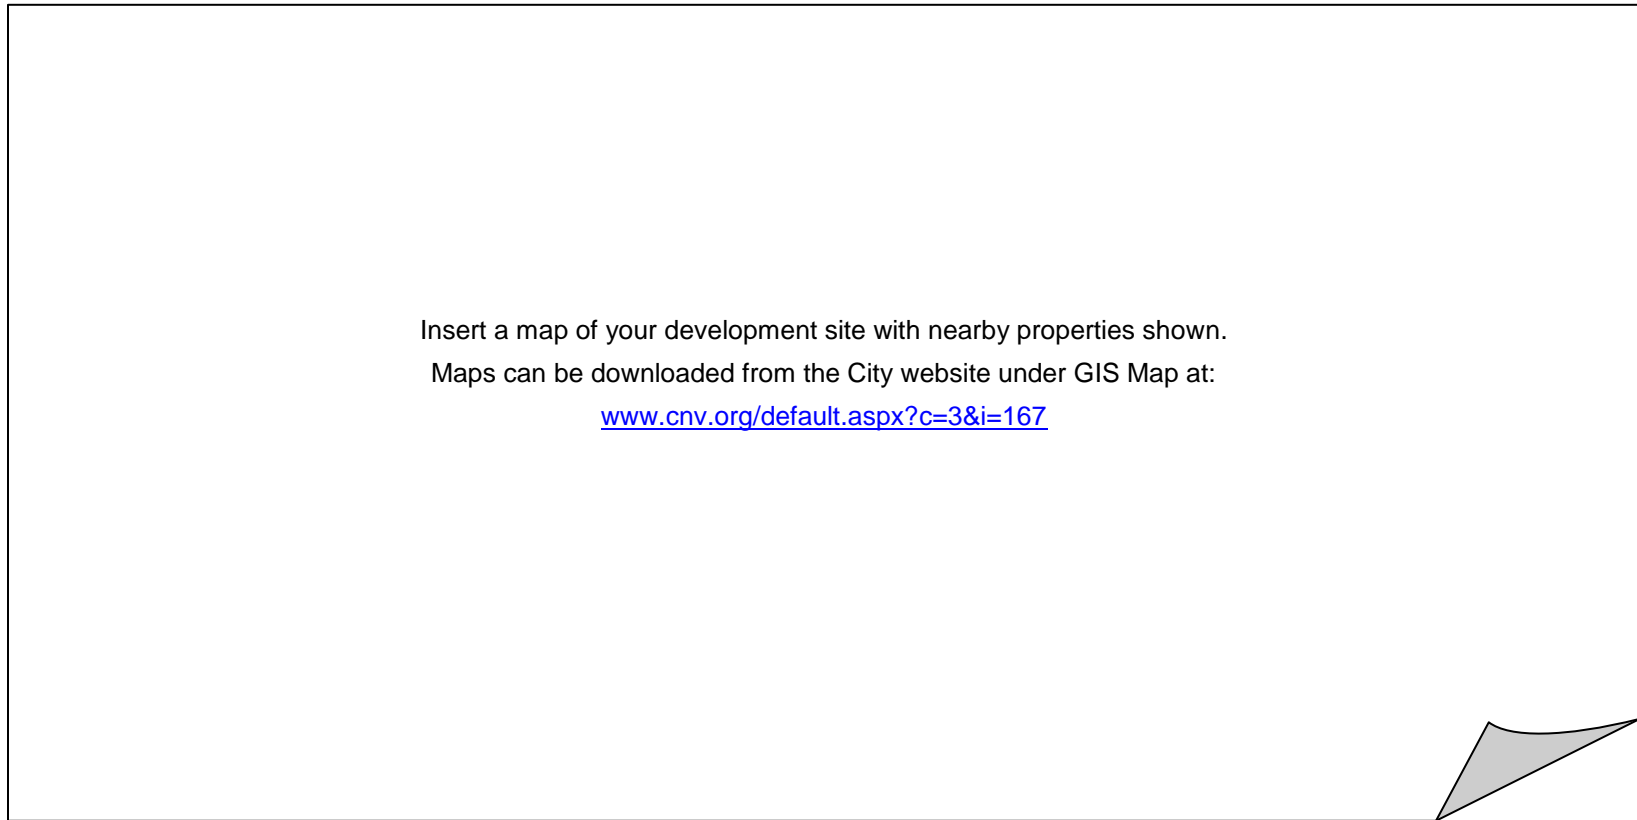 Insert a map of your development site with nearby properties shown.
Maps can be downloaded from the City website under GIS Map at:
www.cnv.org/default.aspx?c=3&i=167